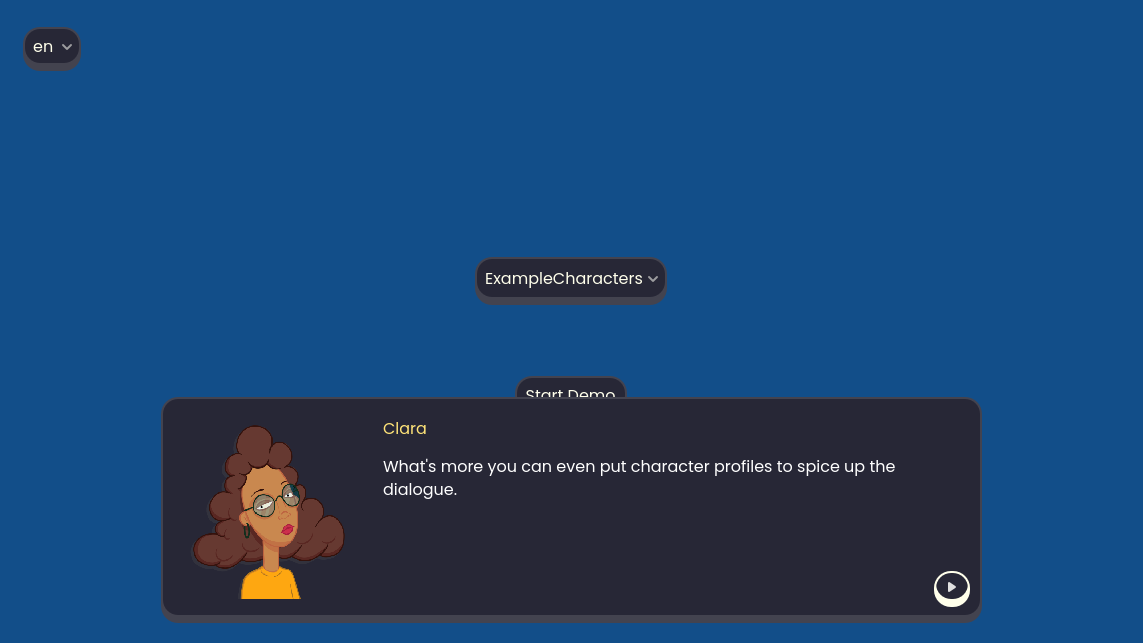 en
ExampleCharacters
Start Demo
Clara
What's more you can even put character profiles to spice up the
dialogue.